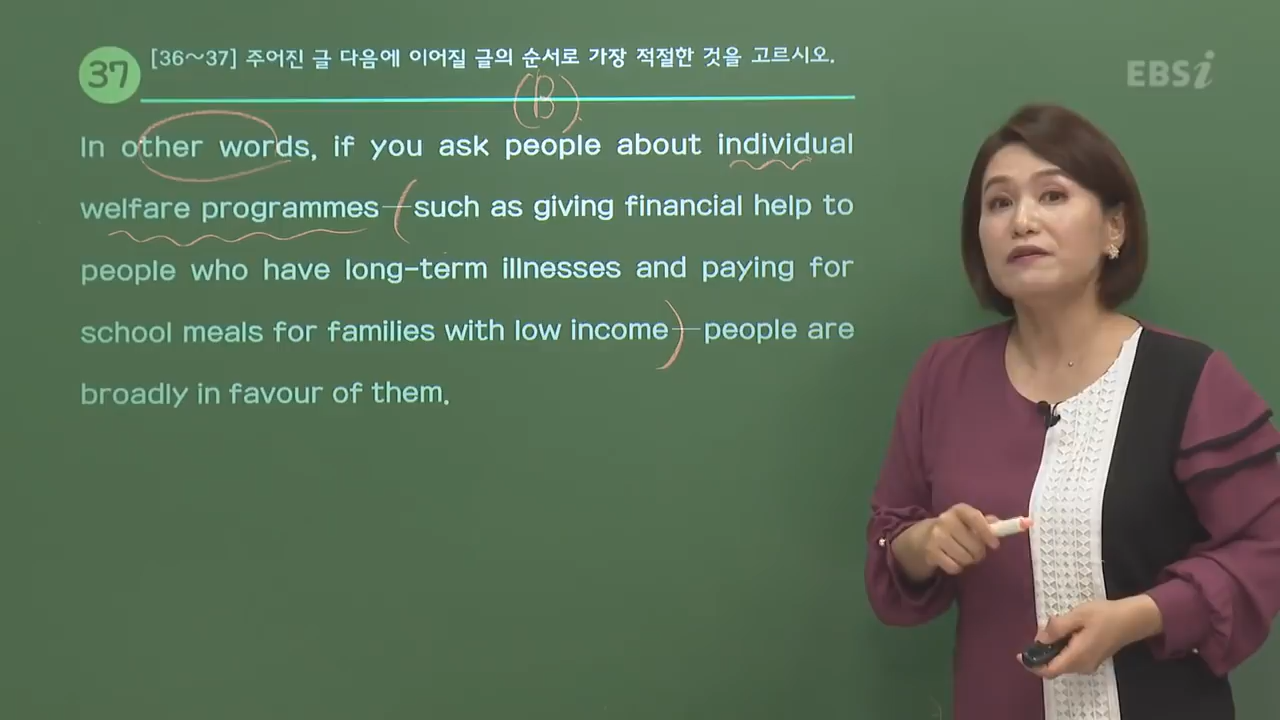 37
[36~37] 주어진 글 다음에 이어질 글의 순서로 가장 적절한 것을 고르시오.
EBSi
(B)
In other words, if you ask people about individual
welfare programmes—such as giving financial help to
people who have long-term illnesses and paying for
school meals for families with low income—people are
broadly in favour of them.